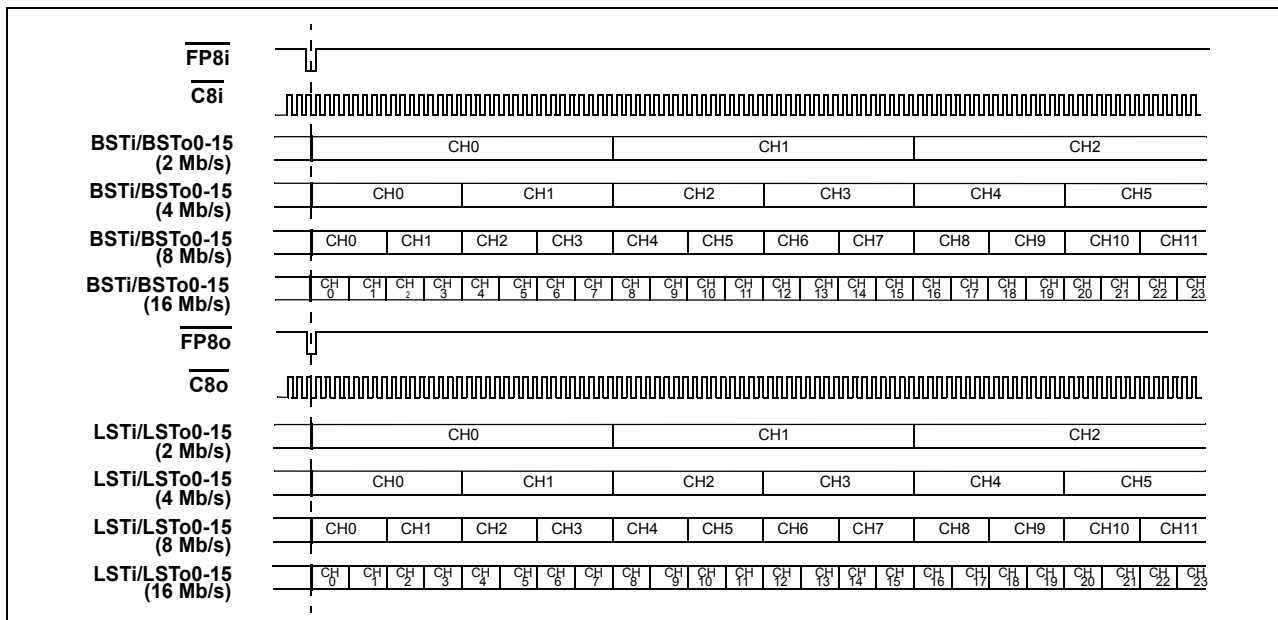 FP8i
C8i
BSTi/BSTo0-15
(2 Mb/s)
CH0 CH1 CH2
BSTi/BSTo0-15
(4 Mb/s)
CH0 CH1 CH2 CH3 CH4 CH5
BSTi/BSTo0-15
(8 Mb/s)
CH0 CH1 CH2 CH3 CH4 CH5 CH6 CH7 CH8 CH9 CH10 CH11
BSTi/BSTo0-15
(16 Mb/s)
CH CH CH CH CH CH CH CH CH CH CH CH CH CH CH CH CH CH CH CH CH CH CH CH
0 1 2 3 4 5 6 7 8 9 10 11 12 13 14 15 16 17 18 19 20 21 22 23
FP8o
C8o
LSTi/LSTo0-15
(2 Mb/s)
CH0 CH1 CH2
LSTi/LSTo0-15
(4 Mb/s)
CH0 CH1 CH2 CH3 CH4 CH5
LSTi/LSTo0-15
(8 Mb/s)
CH0 CH1 CH2 CH3 CH4 CH5 CH6 CH7 CH8 CH9 CH10 CH11
LSTi/LSTo0-15
(16 Mb/s)
CH CH CH CH CH CH CH CH CH CH CH CH CH CH CH CH CH CH CH CH CH CH CH CH
0 1 2 3 4 5 6 7 8 9 10 11 12 13 14 15 16 17 18 19 20 21 22 23